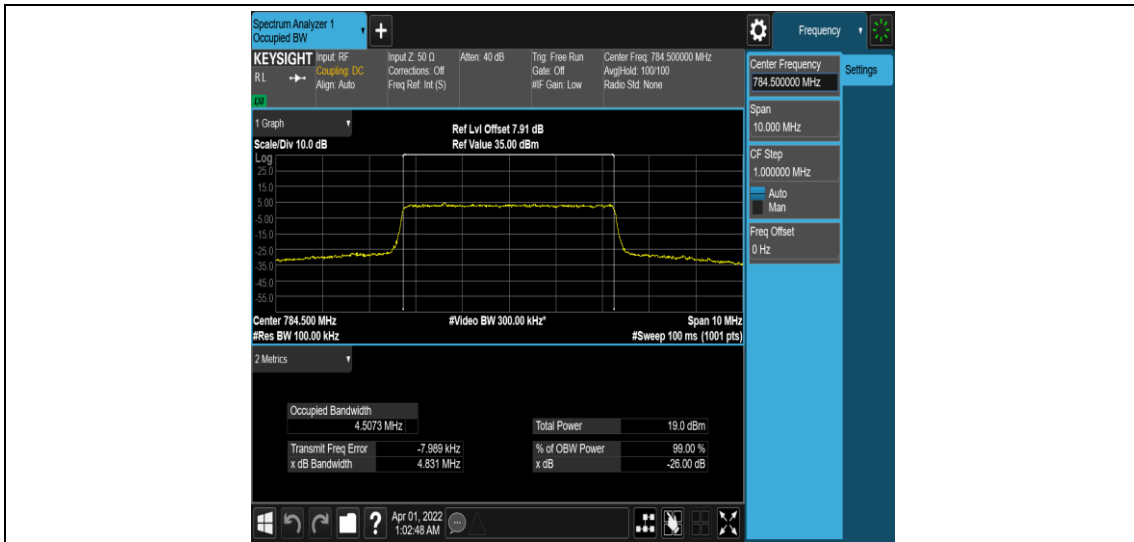 Spectrum Analyzer 1
Occupied BW
+
Frequency
KEYSIGHT
RL
LXI
Input: RF
Coupling: DC
Align: Auto
Input Z: 50 Ω
Corrections: Off
Freq Ref: Int (S)
Atten: 40 dB
Trig: Free Run
Gate: Off
#IF Gain: Low
Center Freq: 784.500000 MHz
Avg|Hold: 100/100
Radio Std: None
Center Frequency
784.500000 MHz
Settings
Span
10.000 MHz
CF Step
1.000000 MHz
Auto
Man
Freq Offset
0 Hz
1 Graph
Scale/Div 10.0 dB
Ref Lvl Offset 7.91 dB
Ref Value 35.00 dBm
Log
25.0
15.0
5.00
-5.00
-15.0
-25.0
-35.0
-45.0
-55.0
Center 784.500 MHz
#Video BW 300.00 kHz*
Span 10 MHz
#Res BW 100.00 kHz
#Sweep 100 ms (1001 pts)
2 Metrics
Occupied Bandwidth
4.5073 MHz
Total Power 19.0 dBm
Transmit Freq Error -7.989 kHz
% of OBW Power 99.00 %
x dB Bandwidth 4.831 MHz
x dB -26.00 dB
?
Apr 01, 2022
1:02:48 AM